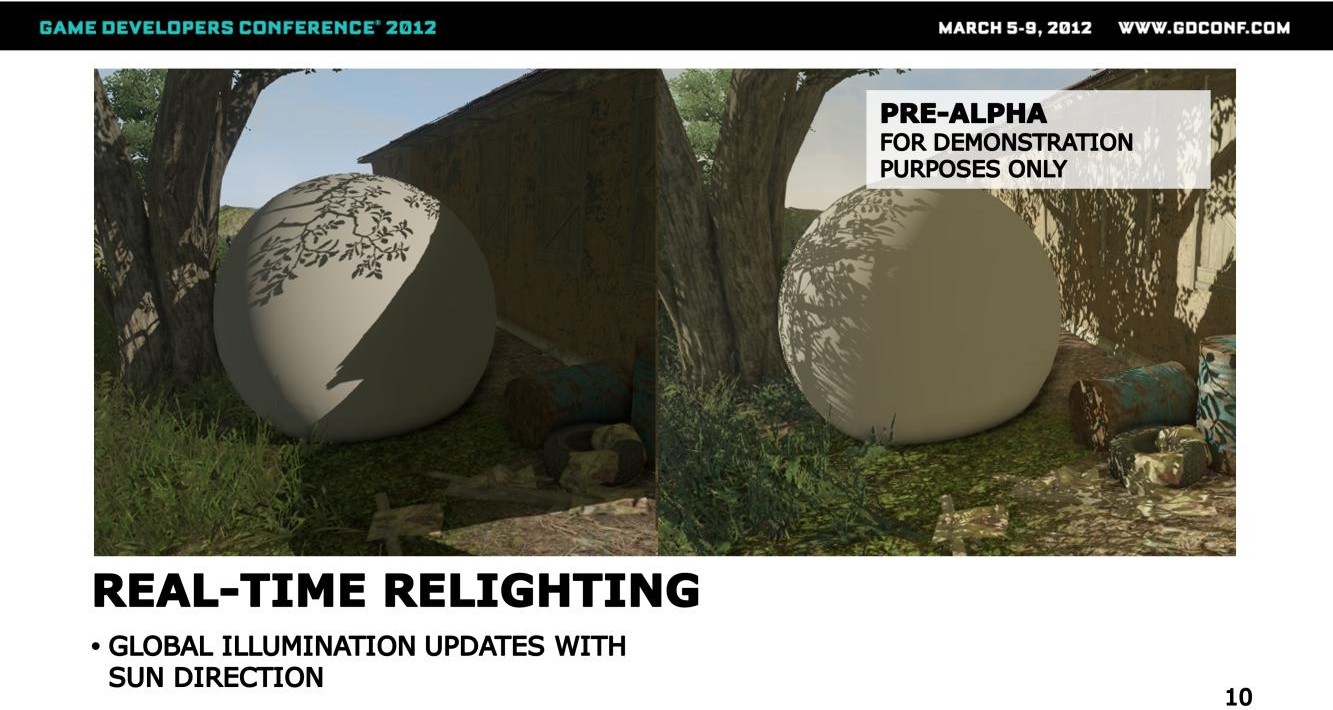 GAME DEVELOPERS CONFERENCE® 2012
MARCH 5-9, 2012 WWW.GDCONF.COM
PRE-ALPHA
FOR DEMONSTRATION
PURPOSES ONLY
REAL-TIME RELIGHTING
• GLOBAL ILLUMINATION UPDATES WITH
SUN DIRECTION
10